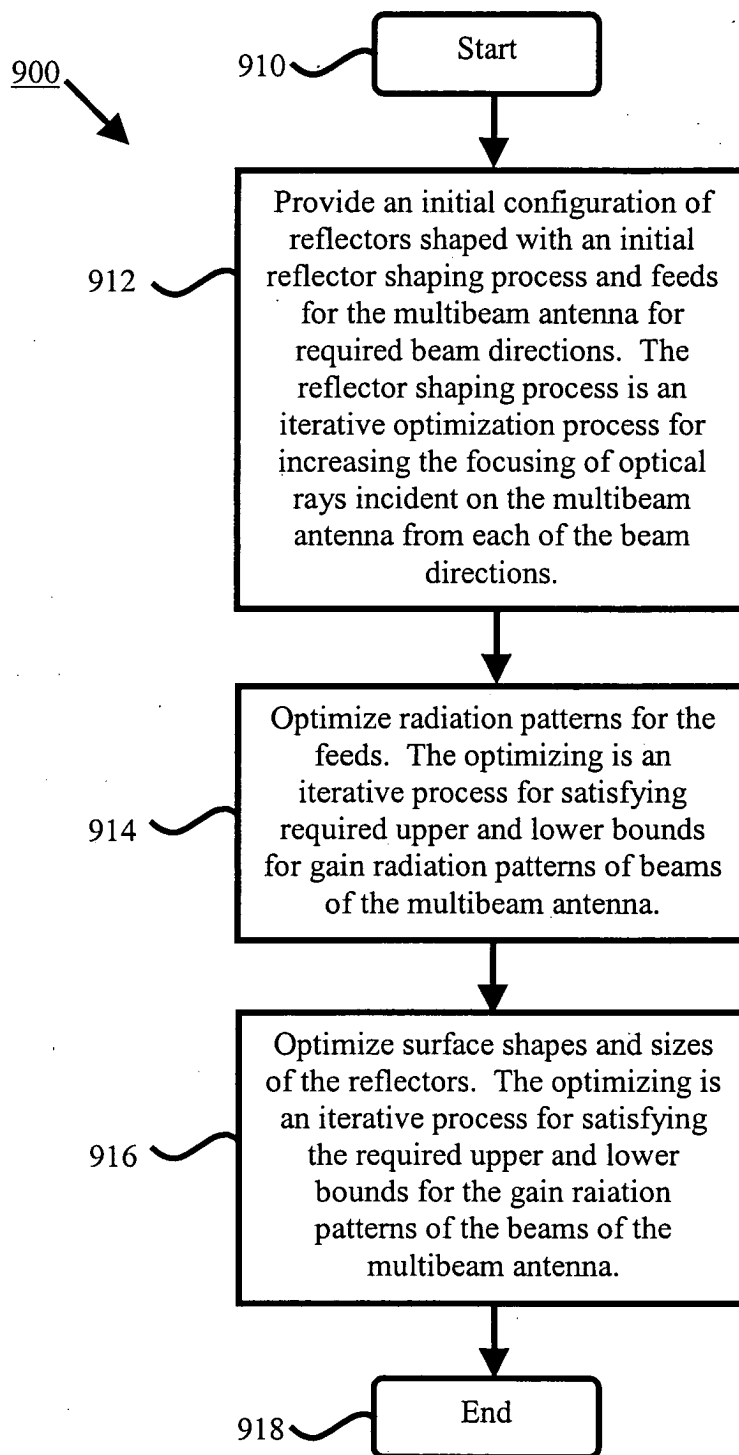 900
910
Start
912
Provide an initial configuration of
reflectors shaped with an initial
reflector shaping process and feeds
for the multibeam antenna for
required beam directions. The
reflector shaping process is an
iterative optimization process for
increasing the focusing of optical
rays incident on the multibeam
antenna from each of the beam
directions.
914
Optimize radiation patterns for the
feeds. The optimizing is an
iterative process for satisfying
required upper and lower bounds
for gain radiation patterns of beams
of the multibeam antenna.
916
Optimize surface shapes and sizes
of the reflectors. The optimizing is
an iterative process for satisfying
the required upper and lower
bounds for the gain raiation
patterns of the beams of the
multibeam antenna.
918
End